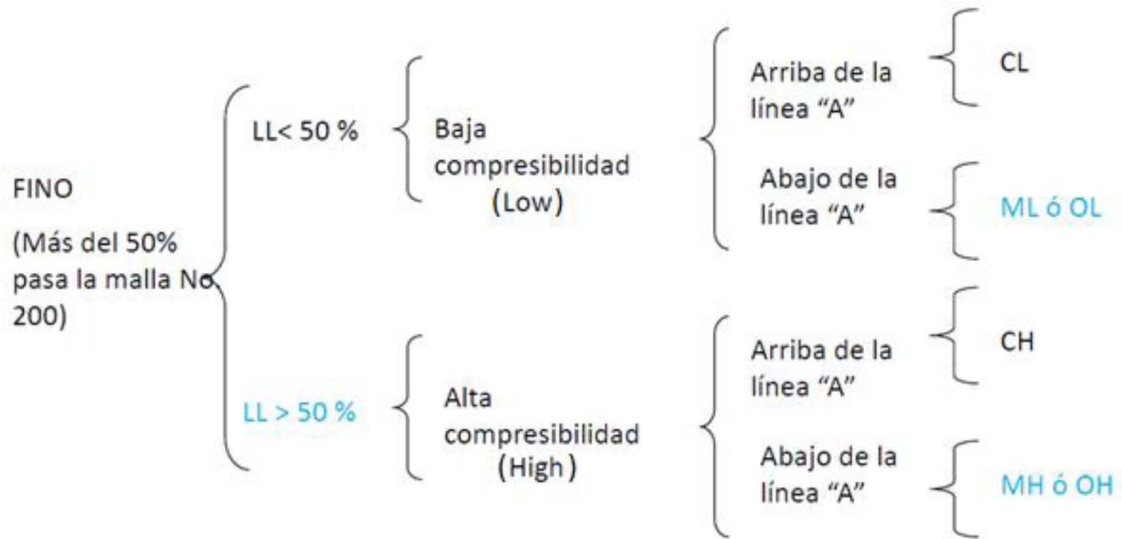 FINO
(Más del 50%
pasa la malla No.
200)
LL< 50 %
Baja
compresibilidad
(Low)
Arriba de la
línea “A”
CL
Abajo de la
línea “A”
ML ó OL
LL > 50 %
Alta
compresibilidad
(High)
Arriba de la
línea “A”
CH
Abajo de la
línea “A”
MH ó OH